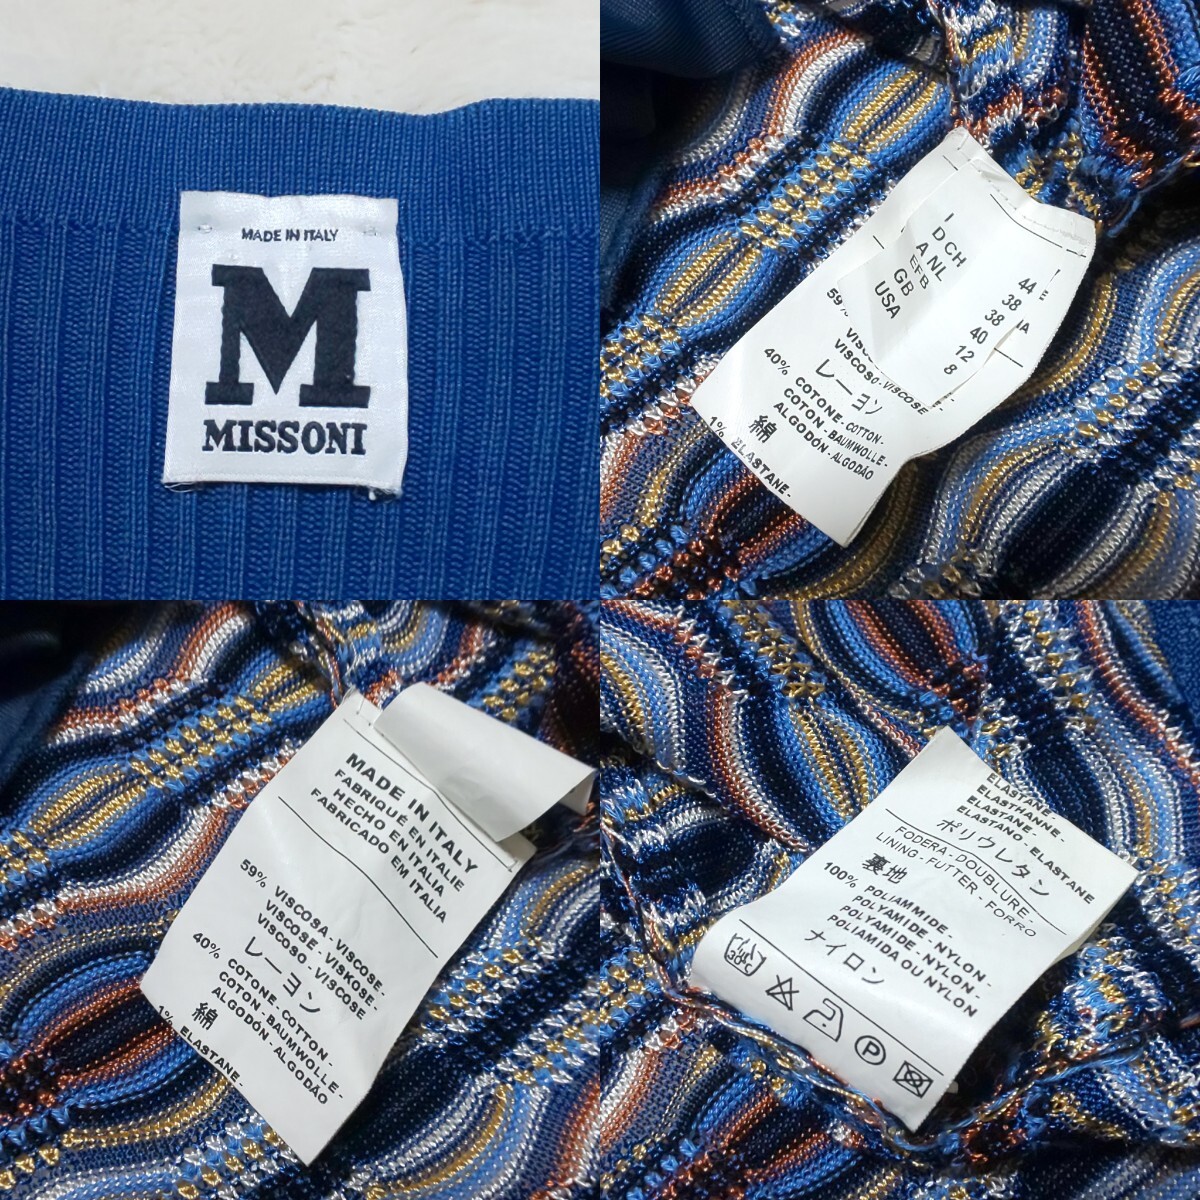 MADE IN ITALY
M
MISSONI
I
D CH
A NL
EFB
GB
USA
44
38
38
40
12
8
59%
VISCOSO - VISCOSE
レーヨン
40% COTONE - COTTON -
COTON - BAUMWOLLE -
ALGODÓN - ALGODÃO
綿
1% ELASTANE -
MADE IN ITALY
FABRIQUÉ EN ITALIE
HECHO EN ITALIA
FABRICADO EM ITALIA
59% VISCOSA - VISCOSE -
VISCOSE - VISKOSE -
VISCOSO - VISCOSE
レーヨン
40% COTONE - COTTON -
COTON - BAUMWOLLE -
ALGODÓN - ALGODÃO
綿
1% ELASTANE -
ELASTANE -
ELASTHANNE -
ELASTANE -
ELASTANO - ELASTANE
ポリウレタン
FODERA - DOUBLURE -
LINING - FUTTER - FORRO
裏地
100% POLIAMMIDE - NYLON -
POLYAMIDE - NYLON -
POLYAMIDE - NYLON -
POLIAMIDA OU NYLON
ナイロン
30°C
P